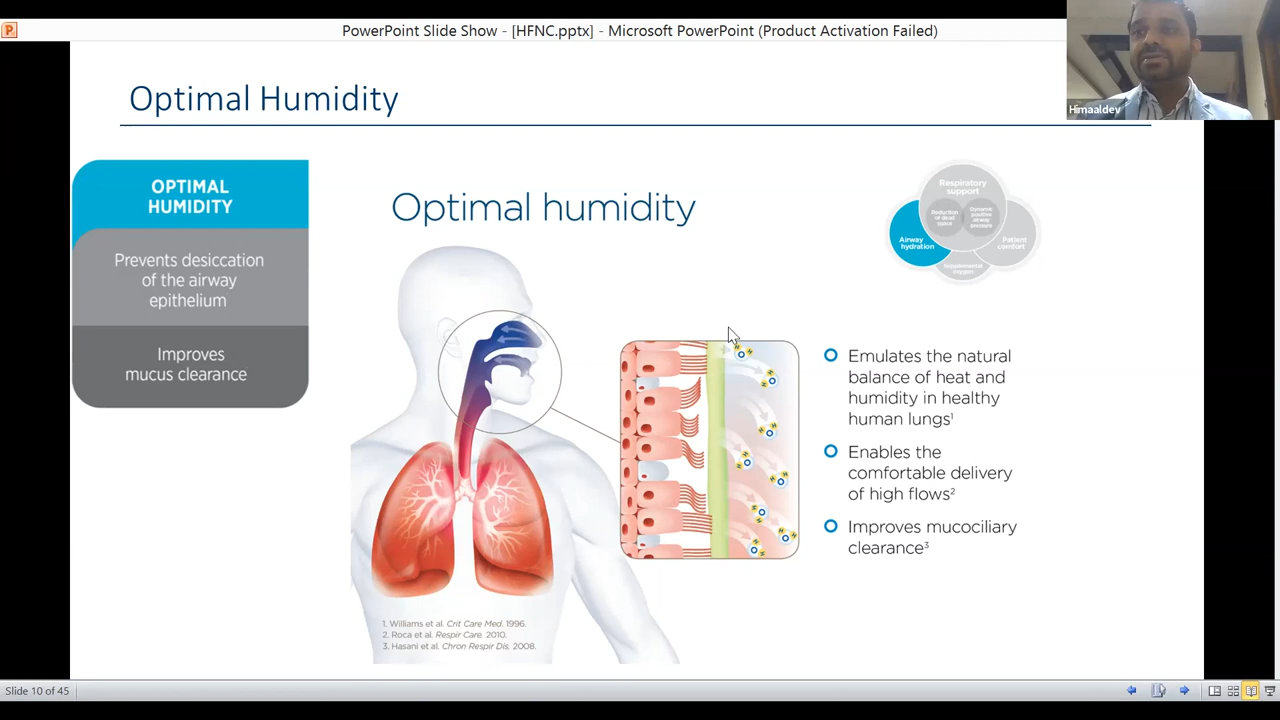 PowerPoint Slide Show - [HFNC.pptx] - Microsoft PowerPoint (Product Activation Failed)
Himaaldev
Optimal Humidity
OPTIMAL
HUMIDITY
Prevents desiccation
of the airway
epithelium
Improves
mucus clearance
Optimal humidity
Respiratory
support
Reduction
of dead
space
Dynamic
positive
airway
pressure
Airway
hydration
Patient
comfort
Supplemental
oxygen
Emulates the natural
balance of heat and
humidity in healthy
human lungs¹
Enables the
comfortable delivery
of high flows²
Improves mucociliary
clearance³
1. Williams et al. Crit Care Med. 1996.
2. Roca et al. Respir Care. 2010.
3. Hasani et al. Chron Respir Dis. 2008.
Slide 10 of 45